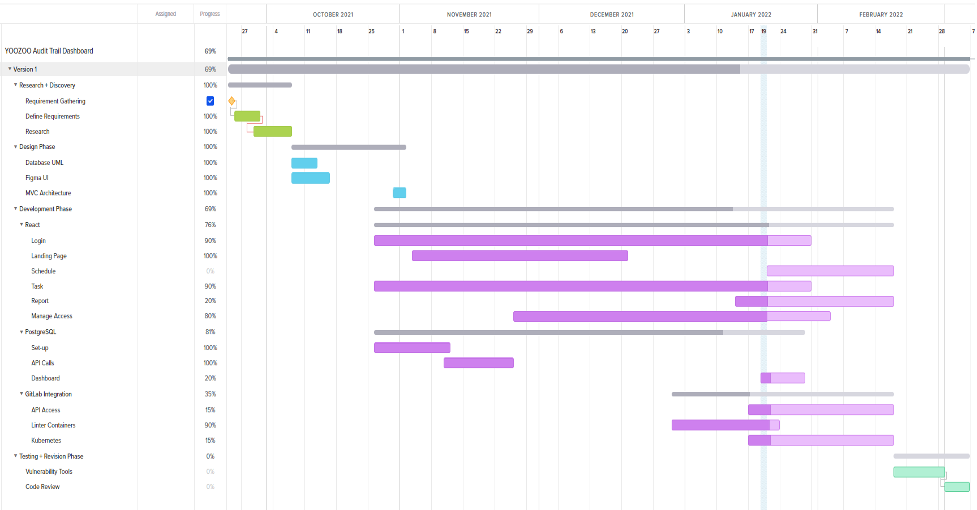 Assigned Progress OCTOBER 2021 NOVEMBER 2021 DECEMBER 2021 JANUARY 2022 FEBRUARY 2022
27 4 11 18 25 1 8 15 22 29 6 13 20 27 3 10 17 19 24 31 7 14 21 28 7
YOOZOO Audit Trail Dashboard 69%
Version 1 69%
Research + Discovery 100%
Requirement Gathering
Define Requirements 100%
Research 100%
Design Phase 100%
Database UML 100%
Figma UI 100%
MVC Architecture 100%
Development Phase 69%
React 76%
Login 90%
Landing Page 100%
Schedule 0%
Task 90%
Report 20%
Manage Access 80%
PostgreSQL 81%
Set-up 100%
API Calls 100%
Dashboard 20%
GitLab Integration 35%
API Access 15%
Linter Containers 90%
Kubernetes 15%
Testing + Revision Phase 0%
Vulnerability Tools 0%
Code Review 0%